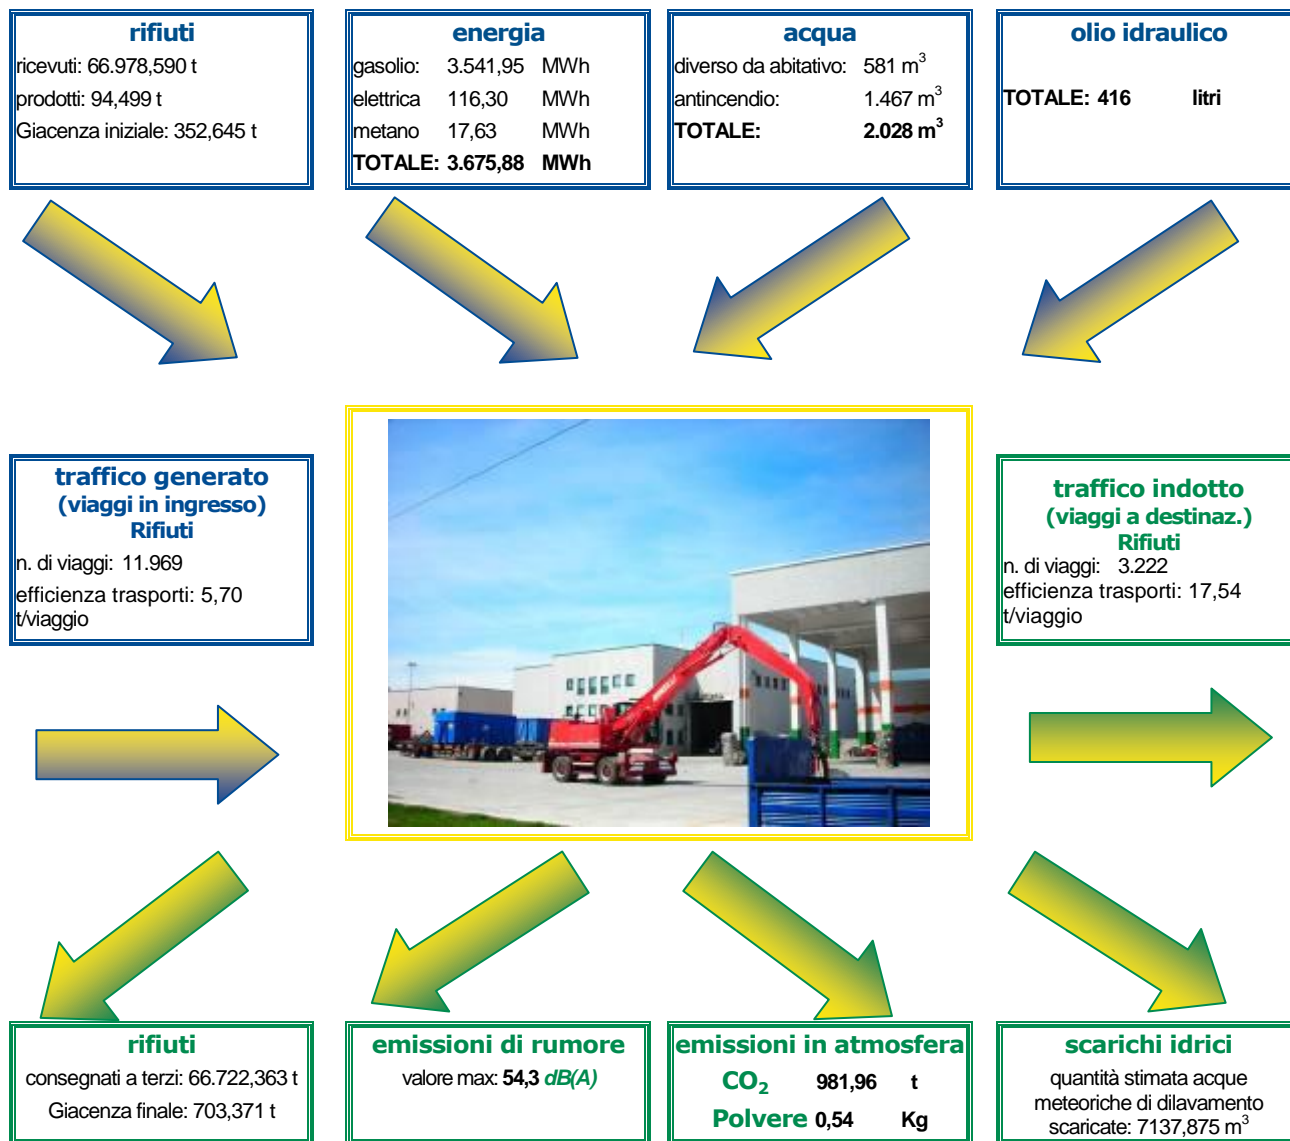 rifiuti
ricevuti: 66.978,590 t
prodotti: 94,499 t
Giacenza iniziale: 352,645 t
energia
gasolio: 3.541,95 MWh
elettrica 116,30 MWh
metano 17,63 MWh
TOTALE: 3.675,88 MWh
acqua
diverso da abitativo: 581 m³
antincendio: 1.467 m³
TOTALE: 2.028 m³
olio idraulico
TOTALE: 416 litri
traffico generato
(viaggi in ingresso)
Rifiuti
n. di viaggi: 11.969
efficienza trasporti: 5,70
t/viaggio
traffico indotto
(viaggi a destinaz.)
Rifiuti
n. di viaggi: 3.222
efficienza trasporti: 17,54
t/viaggio
rifiuti
consegnati a terzi: 66.722,363 t
Giacenza finale: 703,371 t
emissioni di rumore
valore max: 54,3 dB(A)
emissioni in atmosfera
CO₂ 981,96 t
Polvere 0,54 Kg
scarichi idrici
quantità stimata acque
meteoriche di dilavamento
scaricate: 7137,875 m³